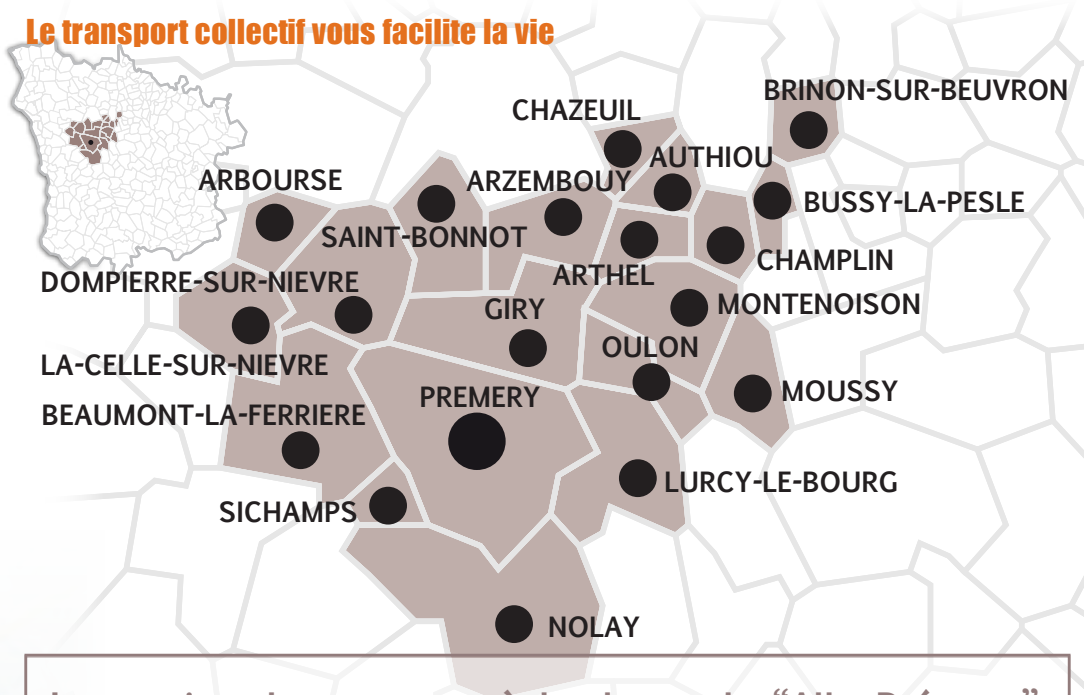 Le transport collectif vous facilite la vie
BRINON-SUR-BEUVRON
CHAZEUIL
AUTHIOU
ARBOURSE
ARZEMBOUY
BUSSY-LA-PESLE
SAINT-BONNOT
CHAMPLIN
ARTHEL
DOMPIERRE-SUR-NIEVRE
GIRY
MONTENOISON
OULON
LA-CELLE-SUR-NIEVRE
MOUSSY
PREMERY
BEAUMONT-LA-FERRIERE
LURCY-LE-BOURG
SICHAMPS
NOLAY